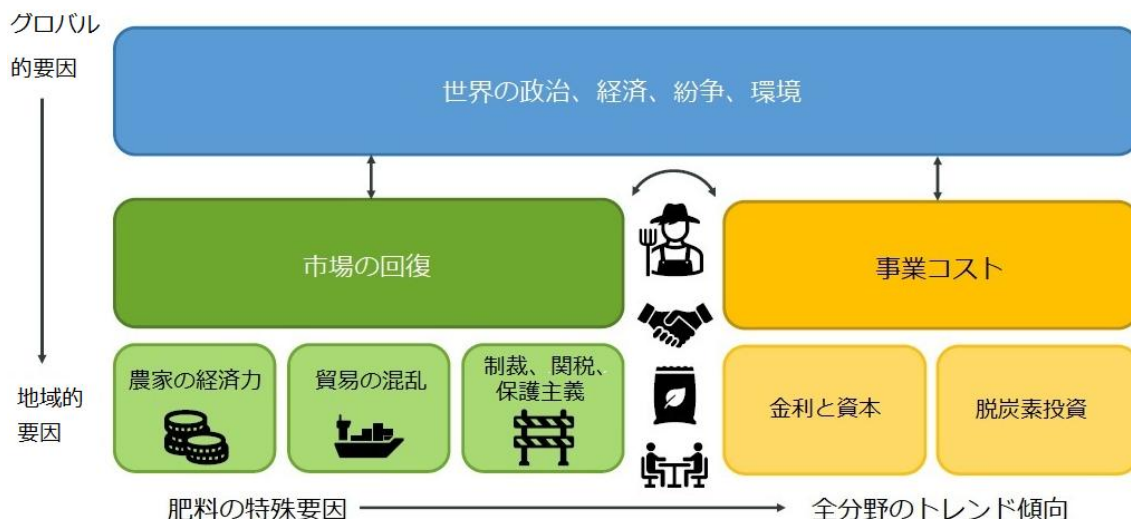 グロバル
的要因
世界の政治、経済、紛争、環境
市場の回復
事業コスト
地域的
要因
農家の経済力
貿易の混乱
制裁、関税、
保護主義
金利と資本
脱炭素投資
肥料の特殊要因
全分野のトレンド傾向